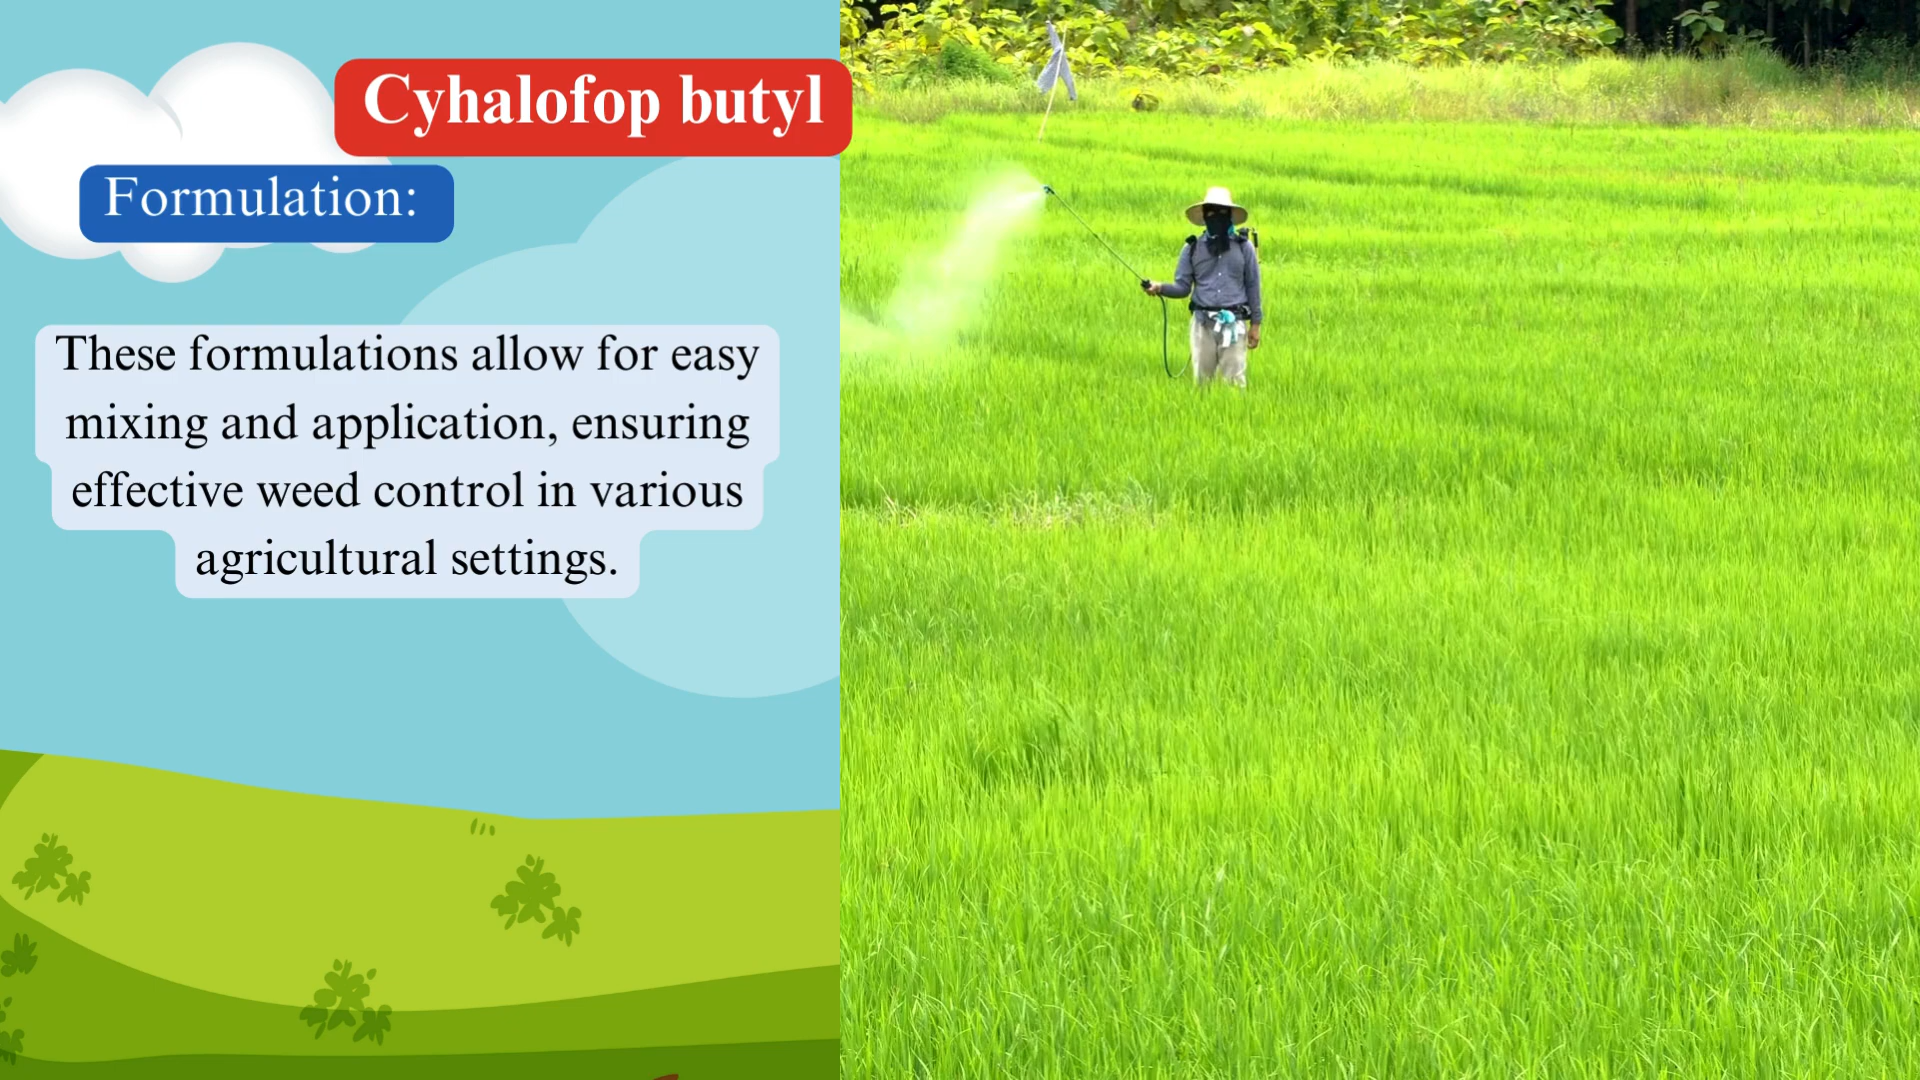 Cyhalofop butyl
Formulation:
These formulations allow for easy
mixing and application, ensuring
effective weed control in various
agricultural settings.